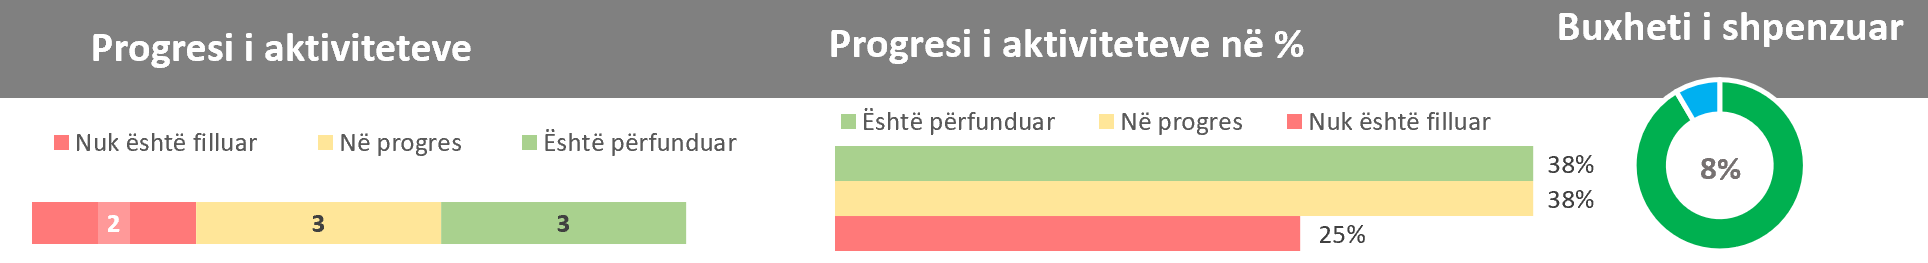 Progresi i aktiviteteve
Nuk është filluar
Në progres
Është përfunduar
2
3
3
Progresi i aktiviteteve në %
Është përfunduar
Në progres
Nuk është filluar
38%
38%
25%
Buxheti i shpenzuar
8%